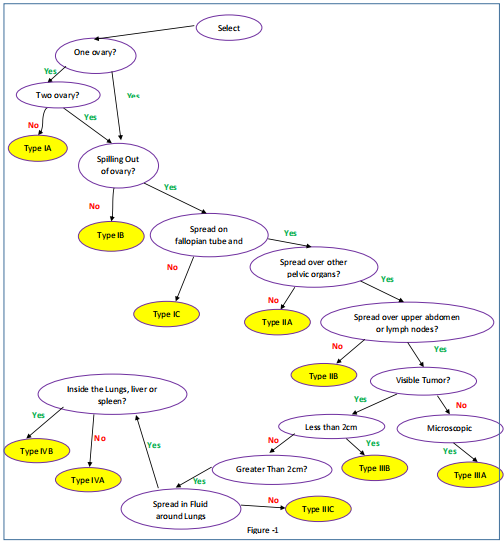 Select
One ovary?
Yes
Yes
Two ovary?
No
Yes
Type IA
Spilling Out
of ovary?
Yes
No
Type IB
Spread on
fallopian tube and
Yes
No
Spread over other
pelvic organs?
Yes
No
Type IC
Type IIA
Spread over upper abdomen
or lymph nodes?
No
Yes
Type IIB
Visible Tumor?
Inside the Lungs, liver or
spleen?
Yes
No
Yes
No
Less than 2cm
Microscopic
Yes
No
Yes
Yes
Type IVB
Type IVA
Greater Than 2cm?
Type IIIB
Type IIIA
Yes
Spread in Fluid
around Lungs
No
Type IIIC
Figure -1